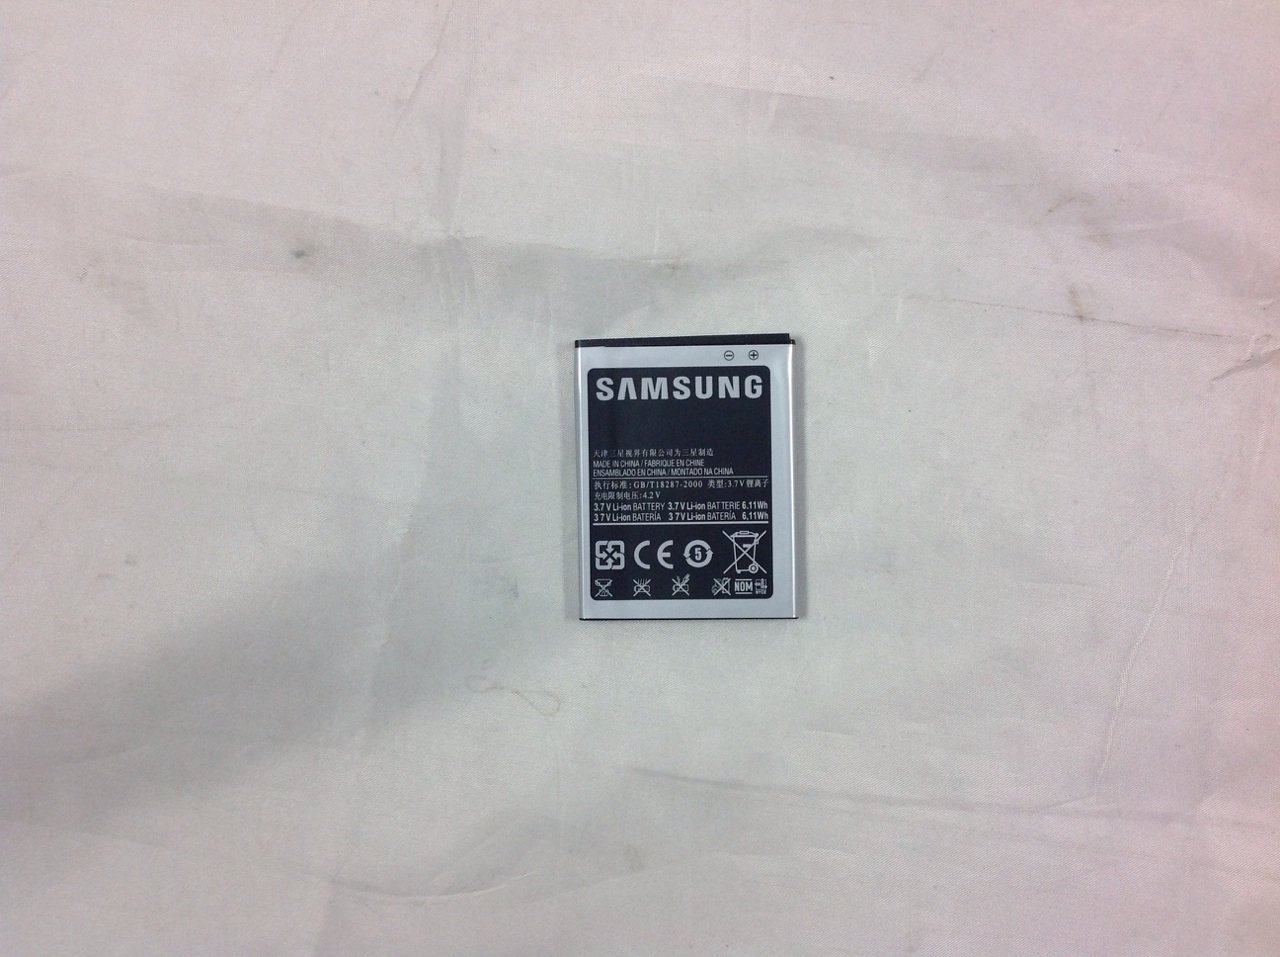 SAMSUNG
天津三星视界有限公司为三星制造
MADE IN CHINA / FABRIQUE EN CHINE
ENSAMBLADO EN CHINA / MONTADO NA CHINA
执行标准: GB/T18287-2000 类型: 3.7V 锂离子
充电限制电压: 4.2 V
3.7 V Li-ion BATTERY 3.7 V Li-ion BATTERIE 6.11Wh
3 7 V Li-ion BATERÍA 3 7 V Li-ion BATERIA 6,11Wh
CE 5
NOM